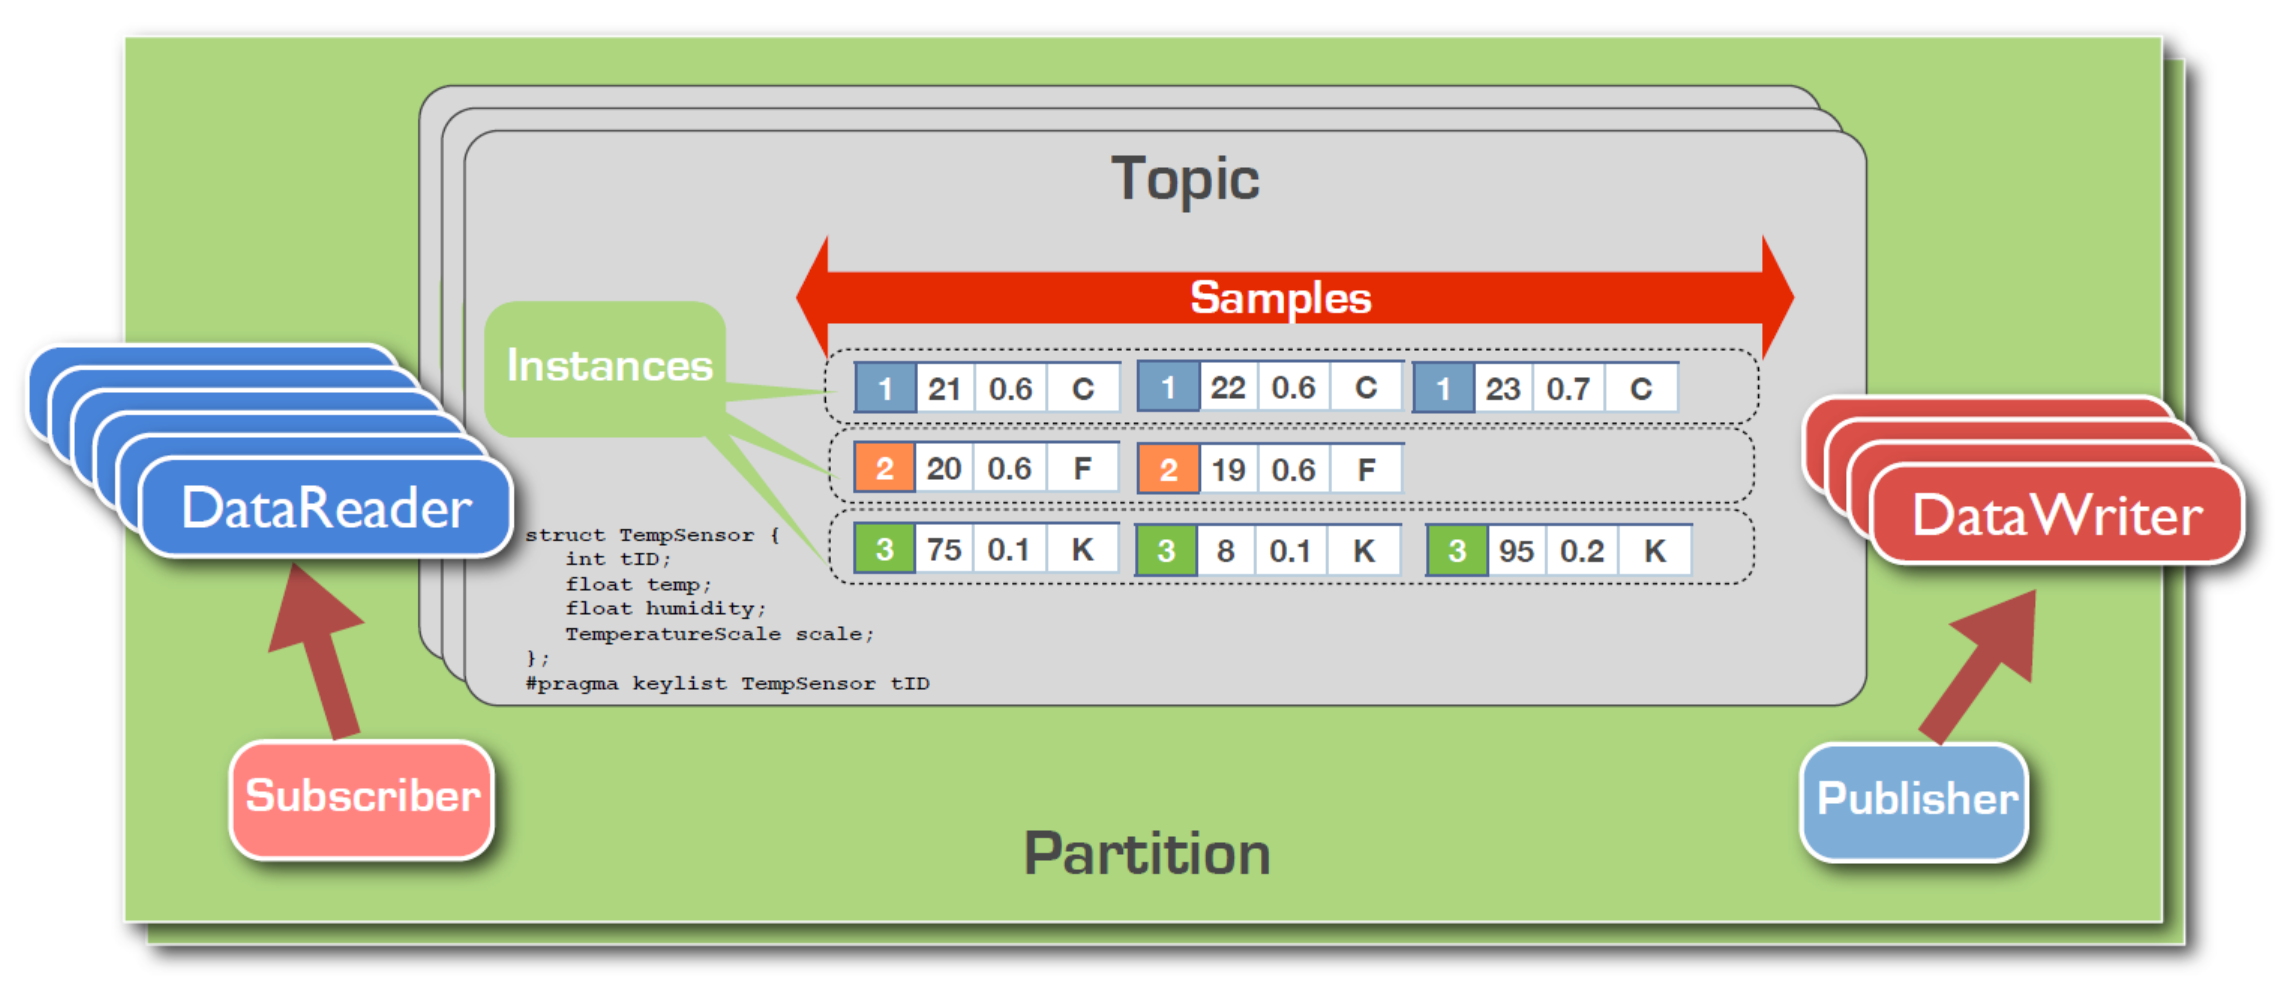 Topic
Samples
Instances
1 21 0.6 C 1 22 0.6 C 1 23 0.7 C
2 20 0.6 F 2 19 0.6 F
3 75 0.1 K 3 8 0.1 K 3 95 0.2 K
DataReader
DataWriter
struct TempSensor {
int tID;
float temp;
float humidity;
TemperatureScale scale;
};
#pragma keylist TempSensor tID
Subscriber
Publisher
Partition